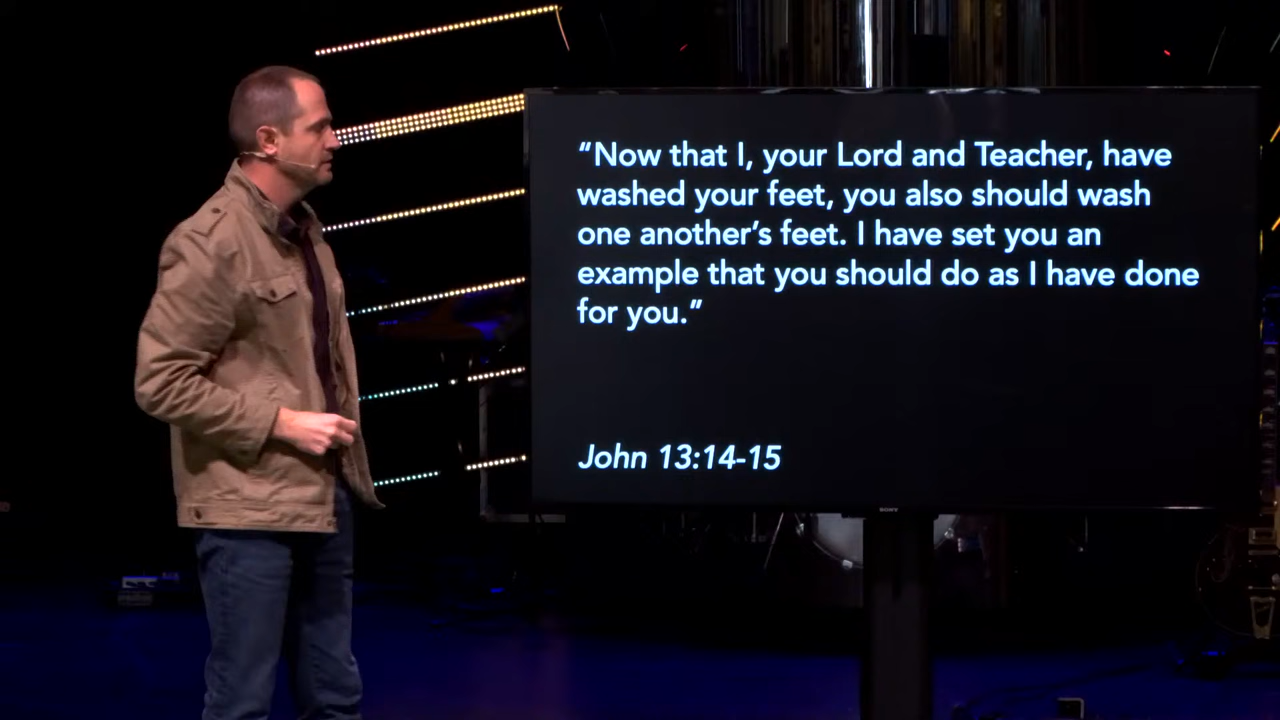 “Now that I, your Lord and Teacher, have
washed your feet, you also should wash
one another’s feet. I have set you an
example that you should do as I have done
for you.”
John 13:14-15
SONY